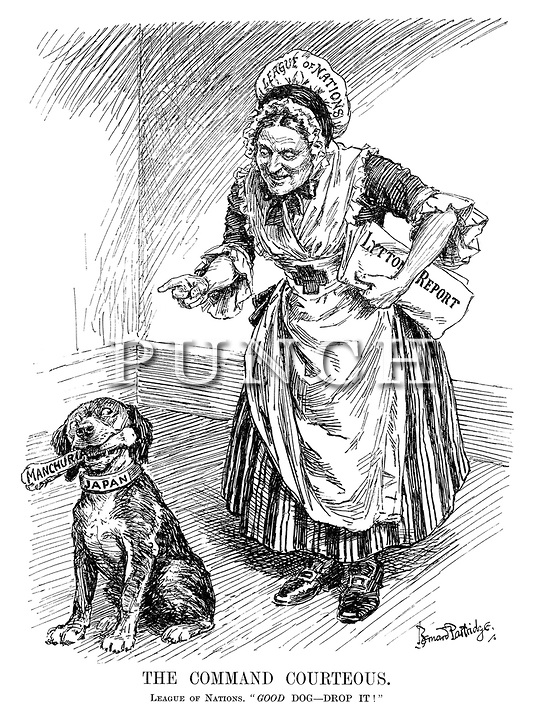 LEAGUE OF NATIONS
LYTTON REPORT
PUNCH
MANCHURIA
JAPAN
Bernard Partridge
THE COMMAND COURTEOUS.
LEAGUE OF NATIONS. "GOOD DOG—DROP IT!"